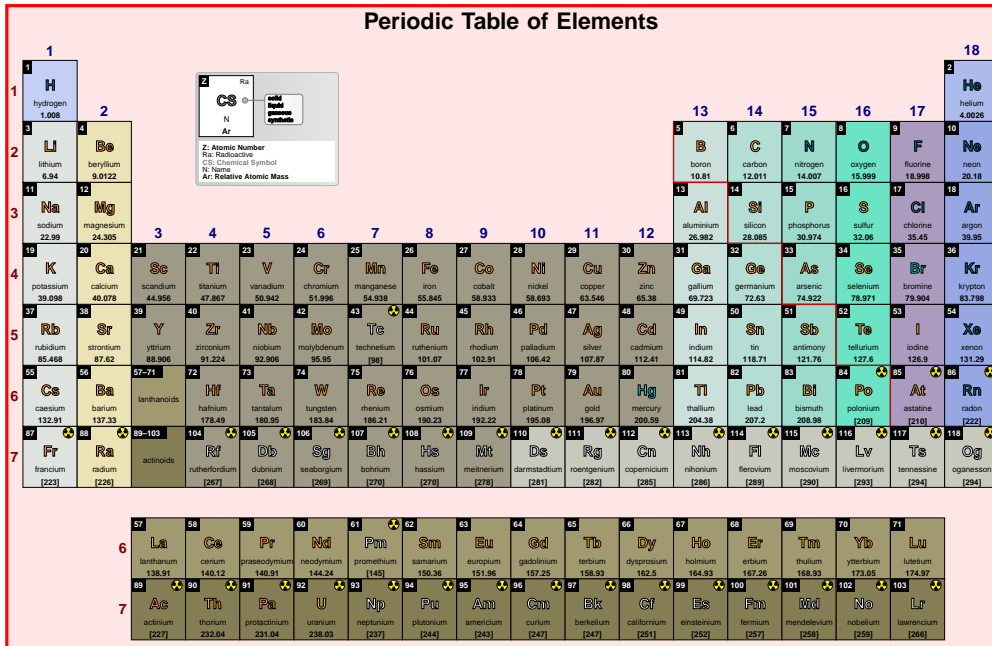 Periodic Table of Elements
1
18
1
H
hydrogen
1.008
Z
Ra
CS
N
Ar
solid
liquid
gaseous
synthetic
Z: Atomic Number
Ra: Radioactive
CS: Chemical Symbol
N: Name
Ar: Relative Atomic Mass
2
He
helium
4.0026
1
2
13
14
15
16
17
3
Li
lithium
6.94
4
Be
beryllium
9.0122
5
B
boron
10.81
6
C
carbon
12.011
7
N
nitrogen
14.007
8
O
oxygen
15.999
9
F
fluorine
18.998
10
Ne
neon
20.18
2
11
Na
sodium
22.99
12
Mg
magnesium
24.305
13
Al
aluminium
26.982
14
Si
silicon
28.085
15
P
phosphorus
30.974
16
S
sulfur
32.06
17
Cl
chlorine
35.45
18
Ar
argon
39.95
3
3
4
5
6
7
8
9
10
11
12
19
K
potassium
39.098
20
Ca
calcium
40.078
21
Sc
scandium
44.956
22
Ti
titanium
47.867
23
V
vanadium
50.942
24
Cr
chromium
51.996
25
Mn
manganese
54.938
26
Fe
iron
55.845
27
Co
cobalt
58.933
28
Ni
nickel
58.693
29
Cu
copper
63.546
30
Zn
zinc
65.38
31
Ga
gallium
69.723
32
Ge
germanium
72.63
33
As
arsenic
74.922
34
Se
selenium
78.971
35
Br
bromine
79.904
36
Kr
krypton
83.798
4
37
Rb
rubidium
85.468
38
Sr
strontium
87.62
39
Y
yttrium
88.906
40
Zr
zirconium
91.224
41
Nb
niobium
92.906
42
Mo
molybdenum
95.95
43
Tc
technetium
[98]
44
Ru
ruthenium
101.07
45
Rh
rhodium
102.91
46
Pd
palladium
106.42
47
Ag
silver
107.87
48
Cd
cadmium
112.41
49
In
indium
114.82
50
Sn
tin
118.71
51
Sb
antimony
121.76
52
Te
tellurium
127.6
53
I
iodine
126.9
54
Xe
xenon
131.29
5
55
Cs
caesium
132.91
56
Ba
barium
137.33
57–71
lanthanoids
72
Hf
hafnium
178.49
73
Ta
tantalum
180.95
74
W
tungsten
183.84
75
Re
rhenium
186.21
76
Os
osmium
190.23
77
Ir
iridium
192.22
78
Pt
platinum
195.08
79
Au
gold
196.97
80
Hg
mercury
200.59
81
Tl
thallium
204.38
82
Pb
lead
207.2
83
Bi
bismuth
208.98
84
Po
polonium
[209]
85
At
astatine
[210]
86
Rn
radon
[222]
6
87
Fr
francium
[223]
88
Ra
radium
[226]
89–103
actinoids
104
Rf
rutherfordium
[267]
105
Db
dubnium
[268]
106
Sg
seaborgium
[269]
107
Bh
bohrium
[270]
108
Hs
hassium
[270]
109
Mt
meitnerium
[278]
110
Ds
darmstadtium
[281]
111
Rg
roentgenium
[282]
112
Cn
copernicium
[285]
113
Nh
nihonium
[286]
114
Fl
flerovium
[289]
115
Mc
moscovium
[290]
116
Lv
livermorium
[293]
117
Ts
tennessine
[294]
118
Og
oganesson
[294]
7
57
La
lanthanum
138.91
58
Ce
cerium
140.12
59
Pr
praseodymium
140.91
60
Nd
neodymium
144.24
61
Pm
promethium
[145]
62
Sm
samarium
150.36
63
Eu
europium
151.96
64
Gd
gadolinium
157.25
65
Tb
terbium
158.93
66
Dy
dysprosium
162.5
67
Ho
holmium
164.93
68
Er
erbium
167.26
69
Tm
thulium
168.93
70
Yb
ytterbium
173.05
71
Lu
lutetium
174.97
6
89
Ac
actinium
[227]
90
Th
thorium
232.04
91
Pa
protactinium
231.04
92
U
uranium
238.03
93
Np
neptunium
[237]
94
Pu
plutonium
[244]
95
Am
americium
[243]
96
Cm
curium
[247]
97
Bk
berkelium
[247]
98
Cf
californium
[251]
99
Es
einsteinium
[252]
100
Fm
fermium
[257]
101
Md
mendelevium
[258]
102
No
nobelium
[259]
103
Lr
lawrencium
[266]
7